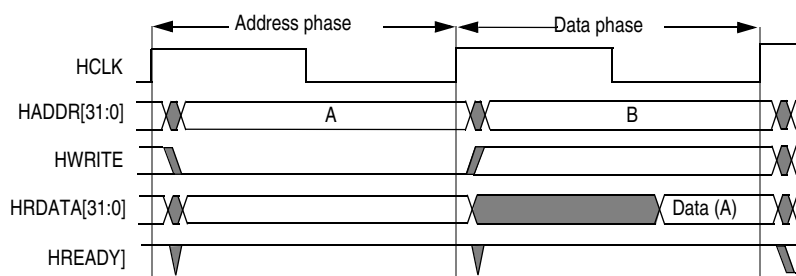 Address phase Data phase
HCLK
HADDR[31:0] A B
HWRITE
HRDATA[31:0] Data (A)
HREADY]